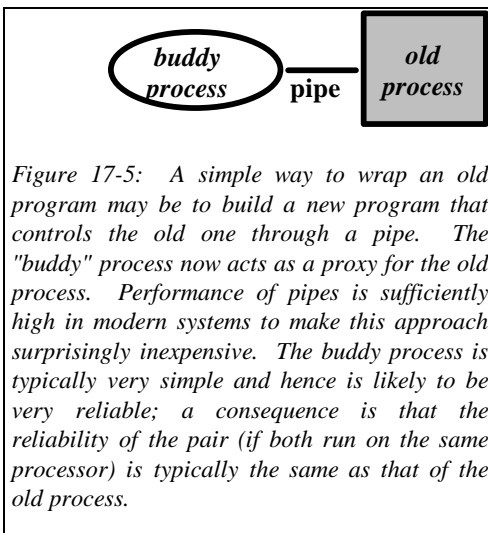 buddy
process
pipe
old
process
Figure 17-5: A simple way to wrap an old
program may be to build a new program that
controls the old one through a pipe. The
"buddy" process now acts as a proxy for the old
process. Performance of pipes is sufficiently
high in modern systems to make this approach
surprisingly inexpensive. The buddy process is
typically very simple and hence is likely to be
very reliable; a consequence is that the
reliability of the pair (if both run on the same
processor) is typically the same as that of the
old process.